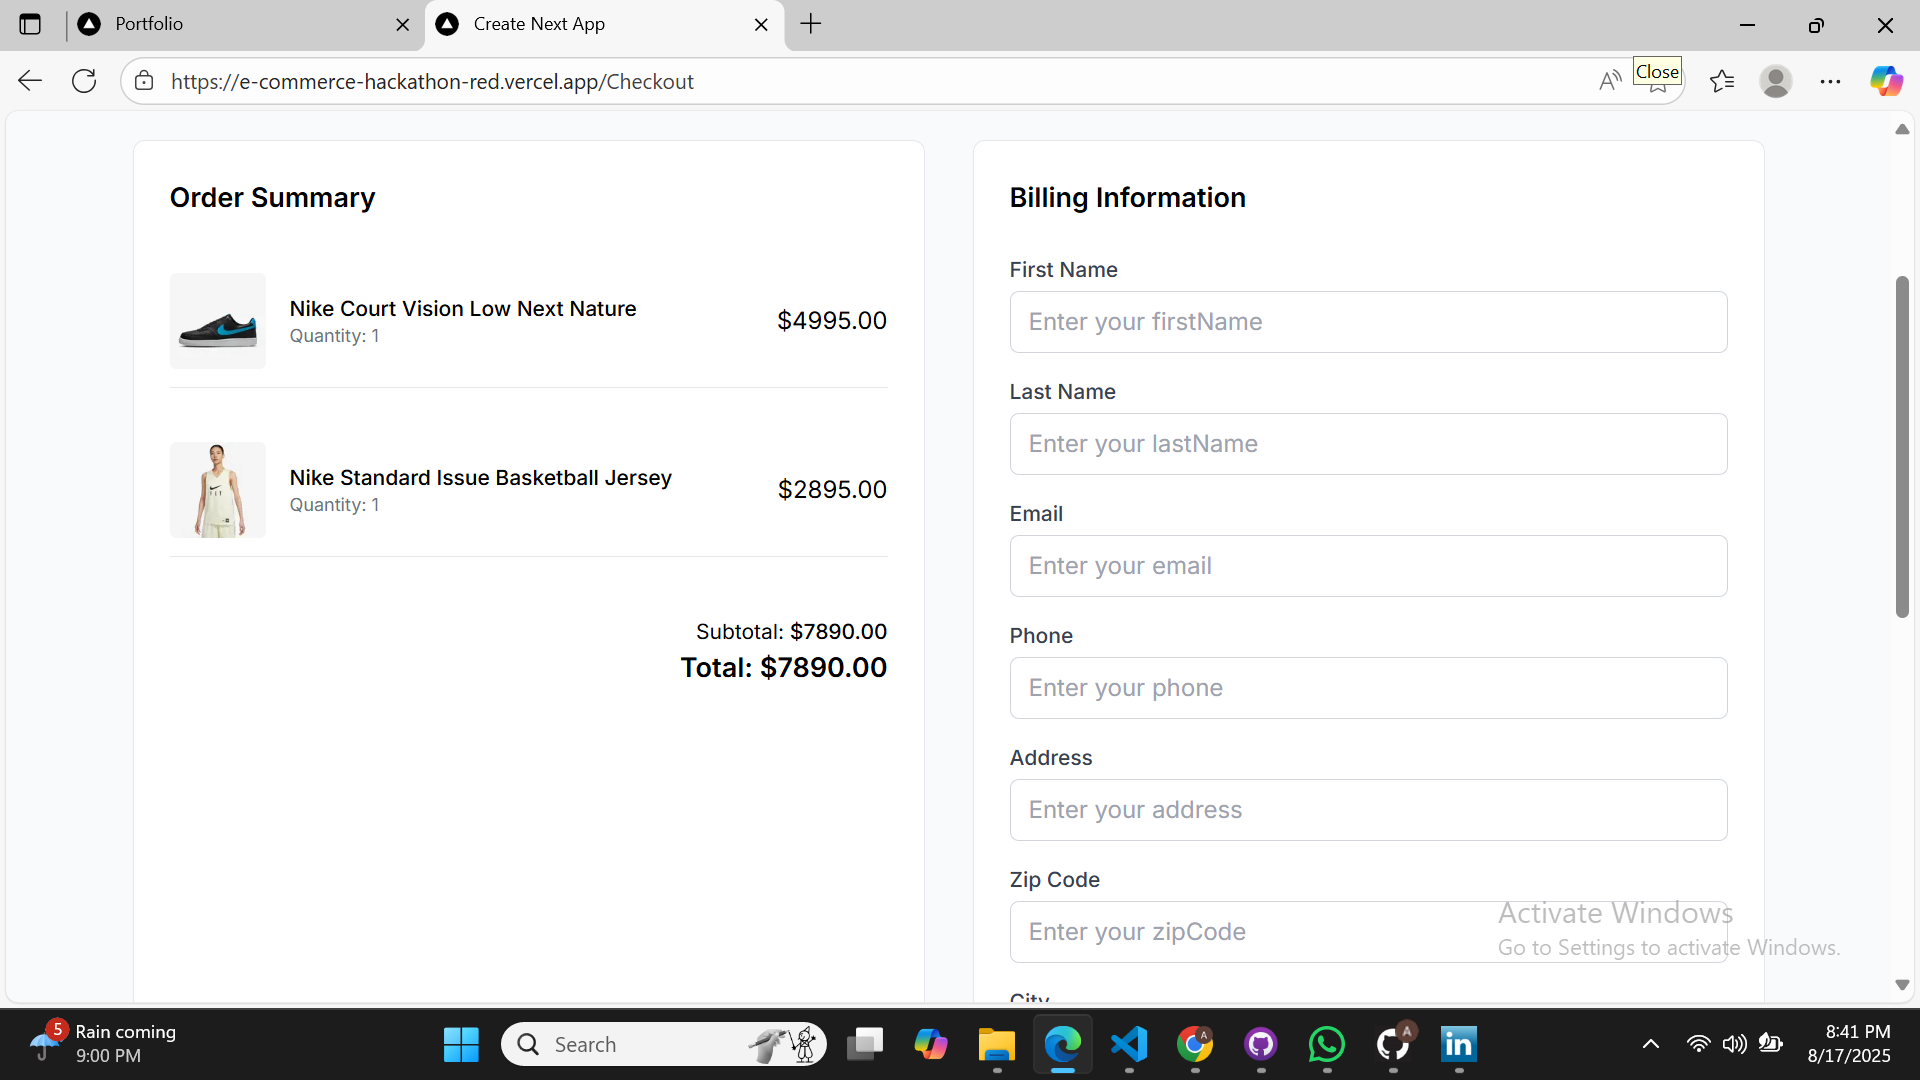 Portfolio
Create Next App
https://e-commerce-hackathon-red.vercel.app/Checkout
Close
Order Summary
Nike Court Vision Low Next Nature
Quantity: 1
$4995.00
Nike Standard Issue Basketball Jersey
Quantity: 1
$2895.00
Subtotal: $7890.00
Total: $7890.00
Billing Information
First Name
Enter your firstName
Last Name
Enter your lastName
Email
Enter your email
Phone
Enter your phone
Address
Enter your address
Zip Code
Enter your zipCode
City
Activate Windows
Go to Settings to activate Windows.
5
Rain coming
9:00 PM
Search
A
A
in
8:41 PM
8/17/2025